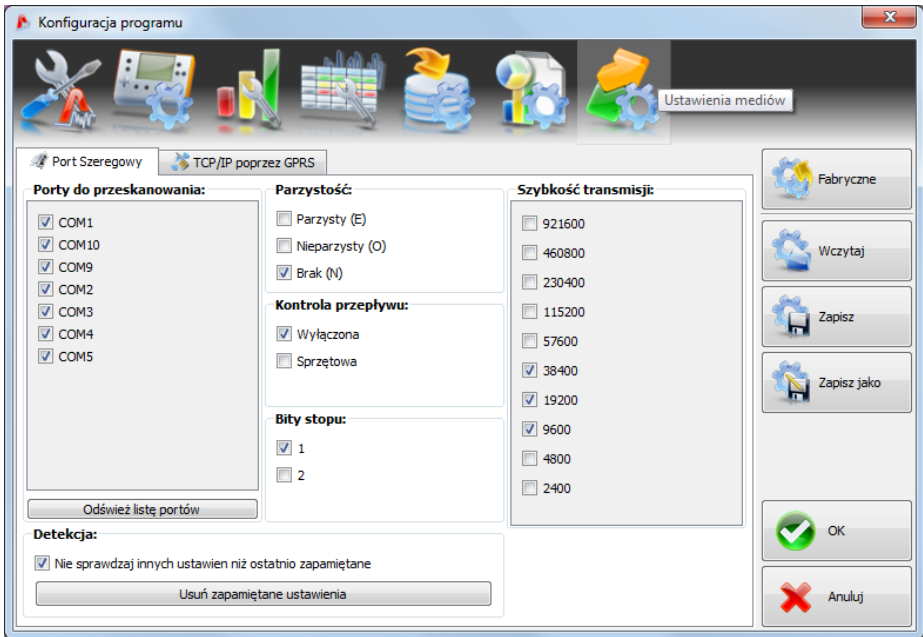 Konfiguracja programu
Ustawienia mediów
Port Szeregowy
TCP/IP poprzez GPRS
Porty do przeskanowania:
COM1
COM10
COM9
COM2
COM3
COM4
COM5
Odśwież listę portów
Parzystość:
Parzysty (E)
Nieparzysty (O)
Brak (N)
Kontrola przepływu:
Wyłączona
Sprzętowa
Bity stopu:
1
2
Szybkość transmisji:
921600
460800
230400
115200
57600
38400
19200
9600
4800
2400
Detekcja:
Nie sprawdzaj innych ustawien niż ostatnio zapamiętane
Usuń zapamiętane ustawienia
Fabryczne
Wczytaj
Zapisz
Zapisz jako
OK
Anuluj